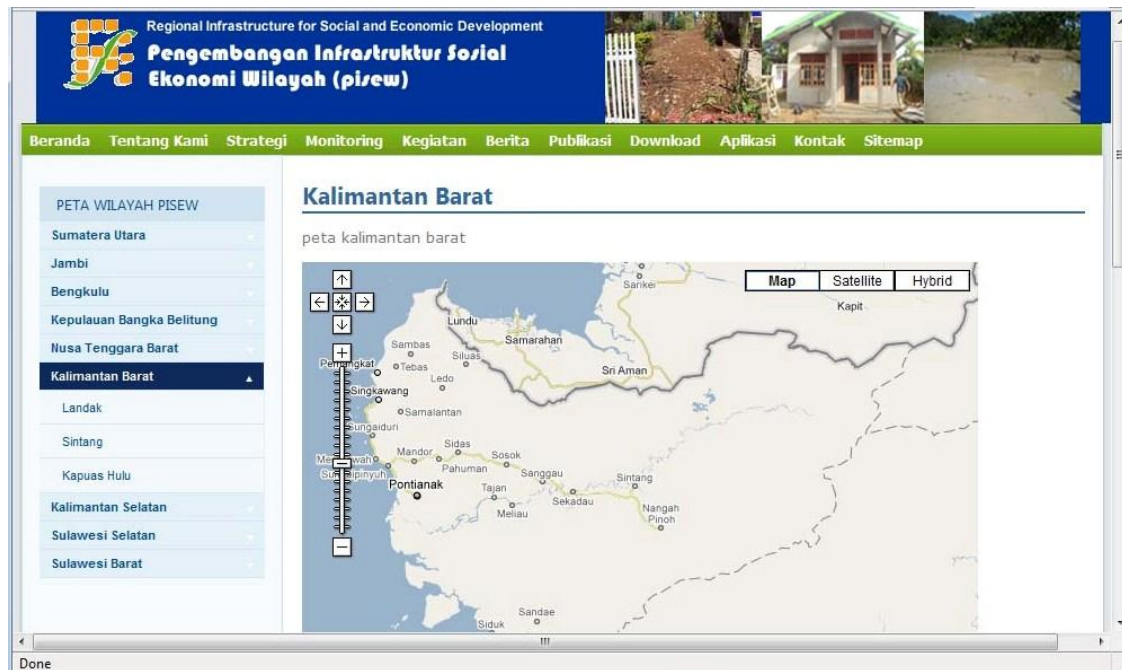 Regional Infrastructure for Social and Economic Development
Pengembangan Infrastruktur Sosial
Ekonomi Wilayah (pisew)
Beranda Tentang Kami Strategi Monitoring Kegiatan Berita Publikasi Download Aplikasi Kontak Sitemap
PETA WILAYAH PISEW
Sumatera Utara
Jambi
Bengkulu
Kepulauan Bangka Belitung
Nusa Tenggara Barat
Kalimantan Barat
Landak
Sintang
Kapuas Hulu
Kalimantan Selatan
Sulawesi Selatan
Sulawesi Barat
Kalimantan Barat
peta kalimantan barat
Map Satellite Hybrid
Sarikei
Kapit
Lundu
Samarahan
Sambas
Siluas
Sri Aman
Tebas
Ledo
Singkawang
Samalantan
Sungaiduri
Mandor Sidas
Sosok
Pahuman
Sanggau
Sintang
Pontianak
Tajan
Sekadau
Meliau
Nangah
Pinoh
Sandae
Siduk
Done